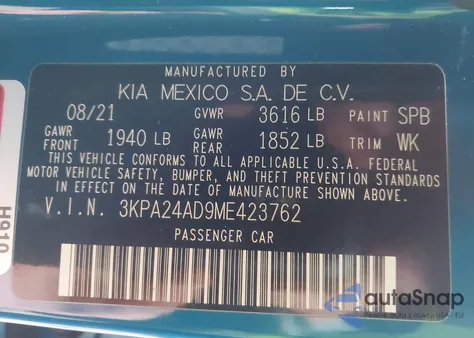 MANUFACTURED BY
KIA MEXICO S.A. DE C.V.
08/21 GVWR 3616 LB PAINT SPB
GAWR FRONT 1940 LB GAWR REAR 1852 LB TRIM WK
THIS VEHICLE CONFORMS TO ALL APPLICABLE U.S.A. FEDERAL
MOTOR VEHICLE SAFETY, BUMPER, AND THEFT PREVENTION STANDARDS
IN EFFECT ON THE DATE OF MANUFACTURE SHOWN ABOVE.
V.I.N. 3KPA24AD9ME423762
PASSENGER CAR
H910
autoSnap